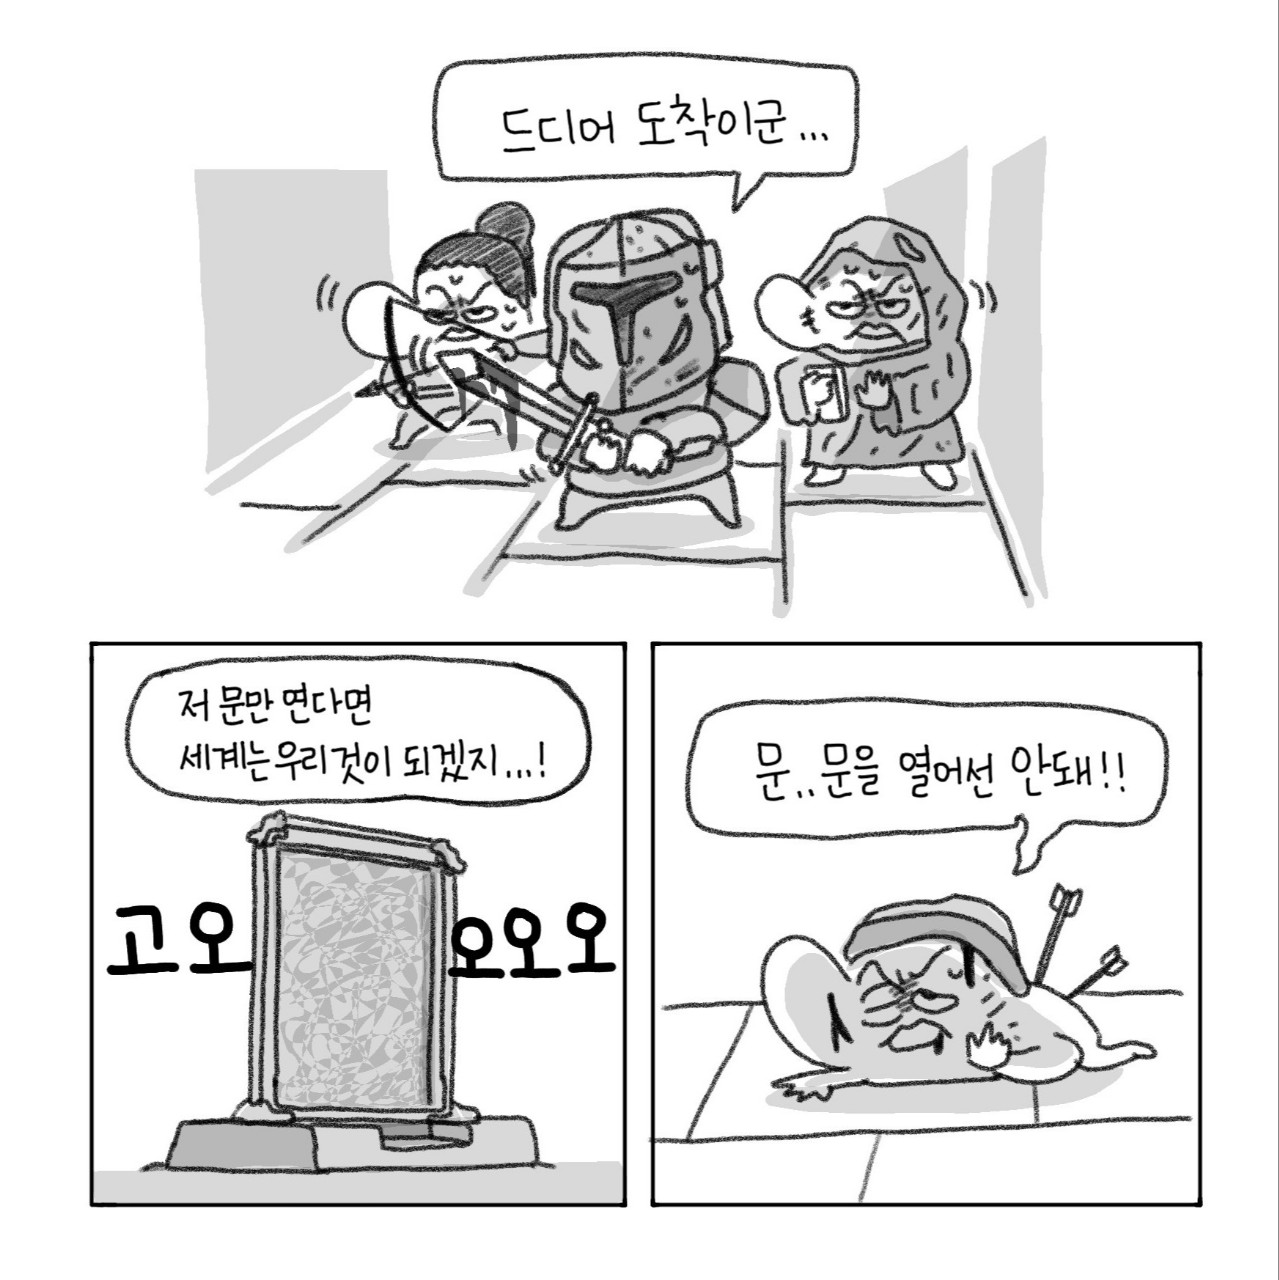 드디어 도착이군...
저 문만 연다면
세계는 우리것이 되겠지...!
고오 오오오
문.. 문을 열어선 안돼!!